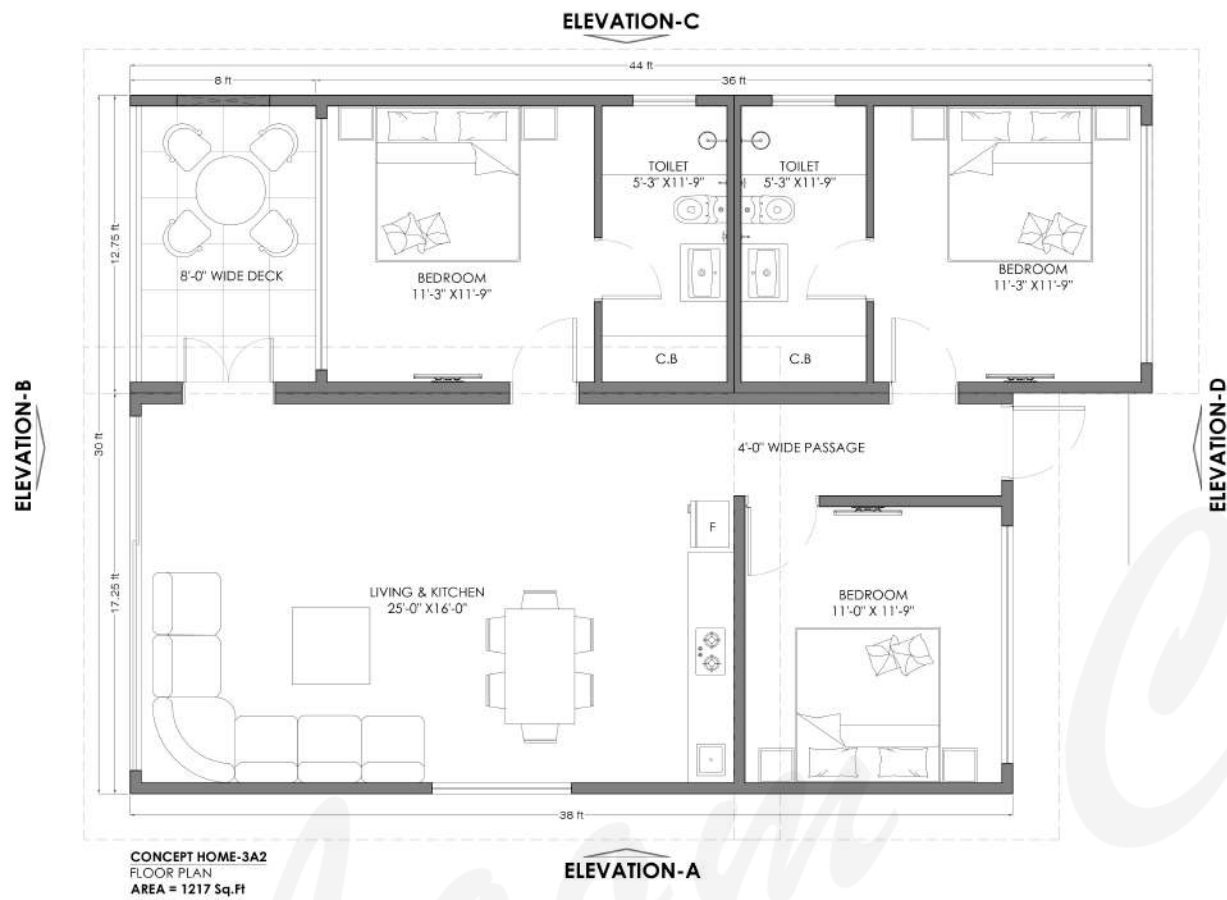 ELEVATION-C
44 ft
8 ft
36 ft
12.75 ft
30 ft
17.25 ft
8'-0" WIDE DECK
BEDROOM
11'-3" X11'-9"
TOILET
5'-3" X11'-9"
C.B
TOILET
5'-3" X11'-9"
C.B
BEDROOM
11'-3" X11'-9"
ELEVATION-B
ELEVATION-D
4'-0" WIDE PASSAGE
F
LIVING & KITCHEN
25'-0" X16'-0"
BEDROOM
11'-0" X 11'-9"
38 ft
CONCEPT HOME-3A2
FLOOR PLAN
AREA = 1217 Sq.Ft
ELEVATION-A